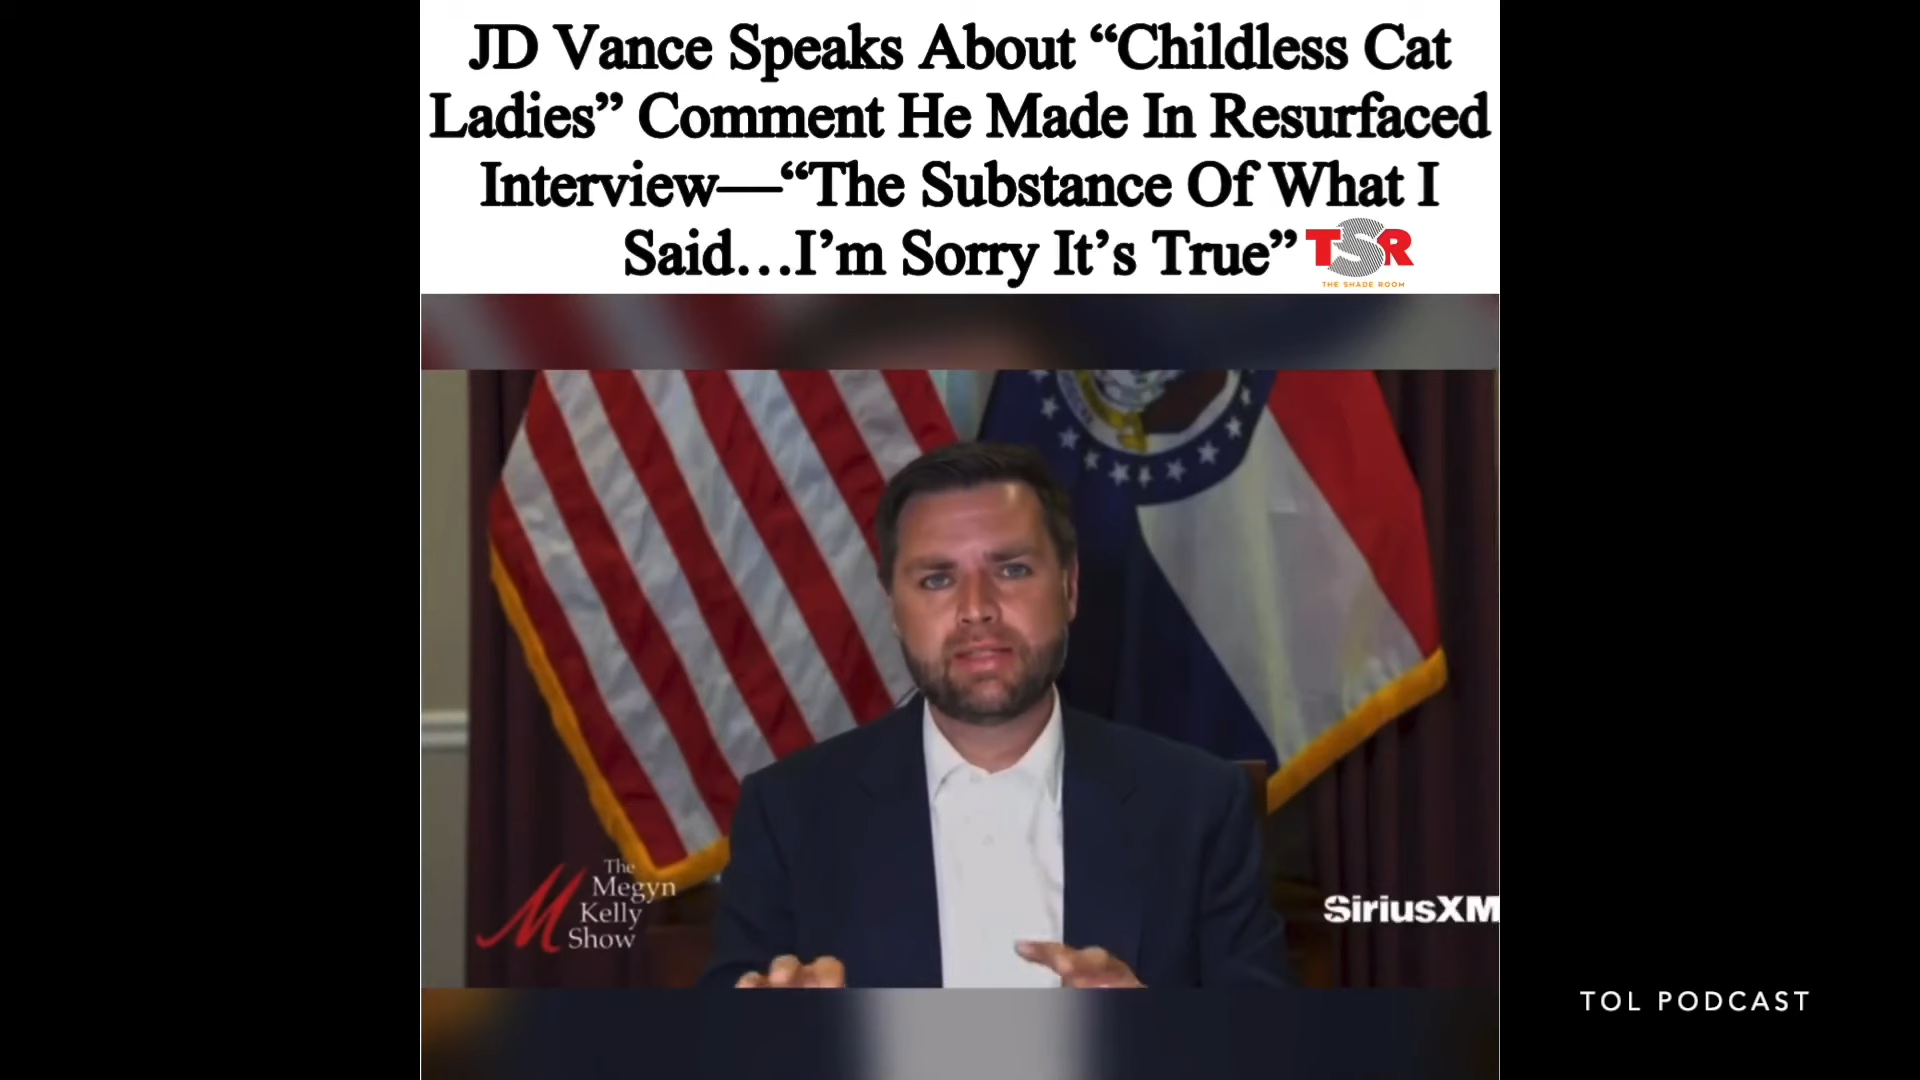 JD Vance Speaks About “Childless Cat
Ladies” Comment He Made In Resurfaced
Interview—“The Substance Of What I
Said...I’m Sorry It’s True”
TSR
THE SHADE ROOM
The
Megyn
Kelly
Show
SiriusXM
TOL PODCAST